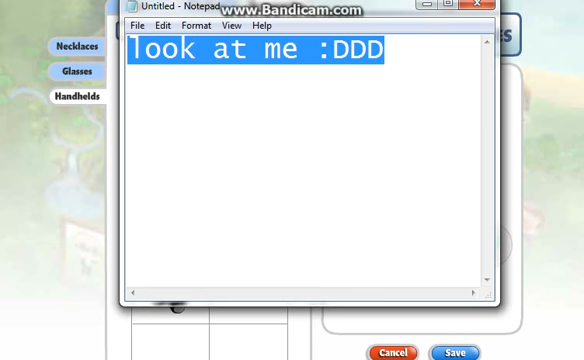 www.Bandicam.com
Untitled - Notepad
File Edit Format View Help
look at me :DDD
Necklaces
Glasses
Handhelds
ES
Cancel
Save